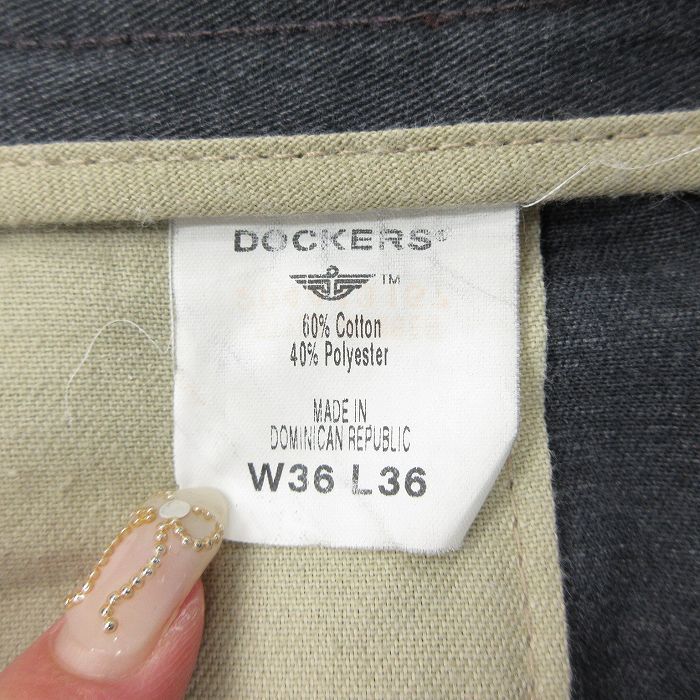 DOCKERS®
™
60% Cotton
40% Polyester
MADE IN
DOMINICAN REPUBLIC
W36 L36